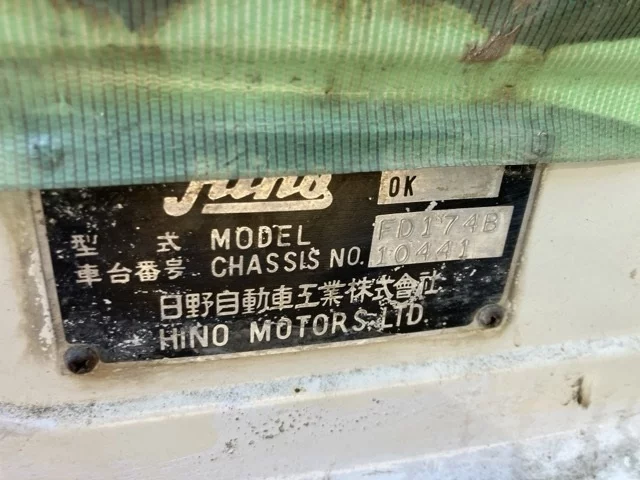 Hino
OK
型式 MODEL FD174B
車台番号 CHASSIS NO. 10441
日野自動車工業株式會社
HINO MOTORS,LTD.